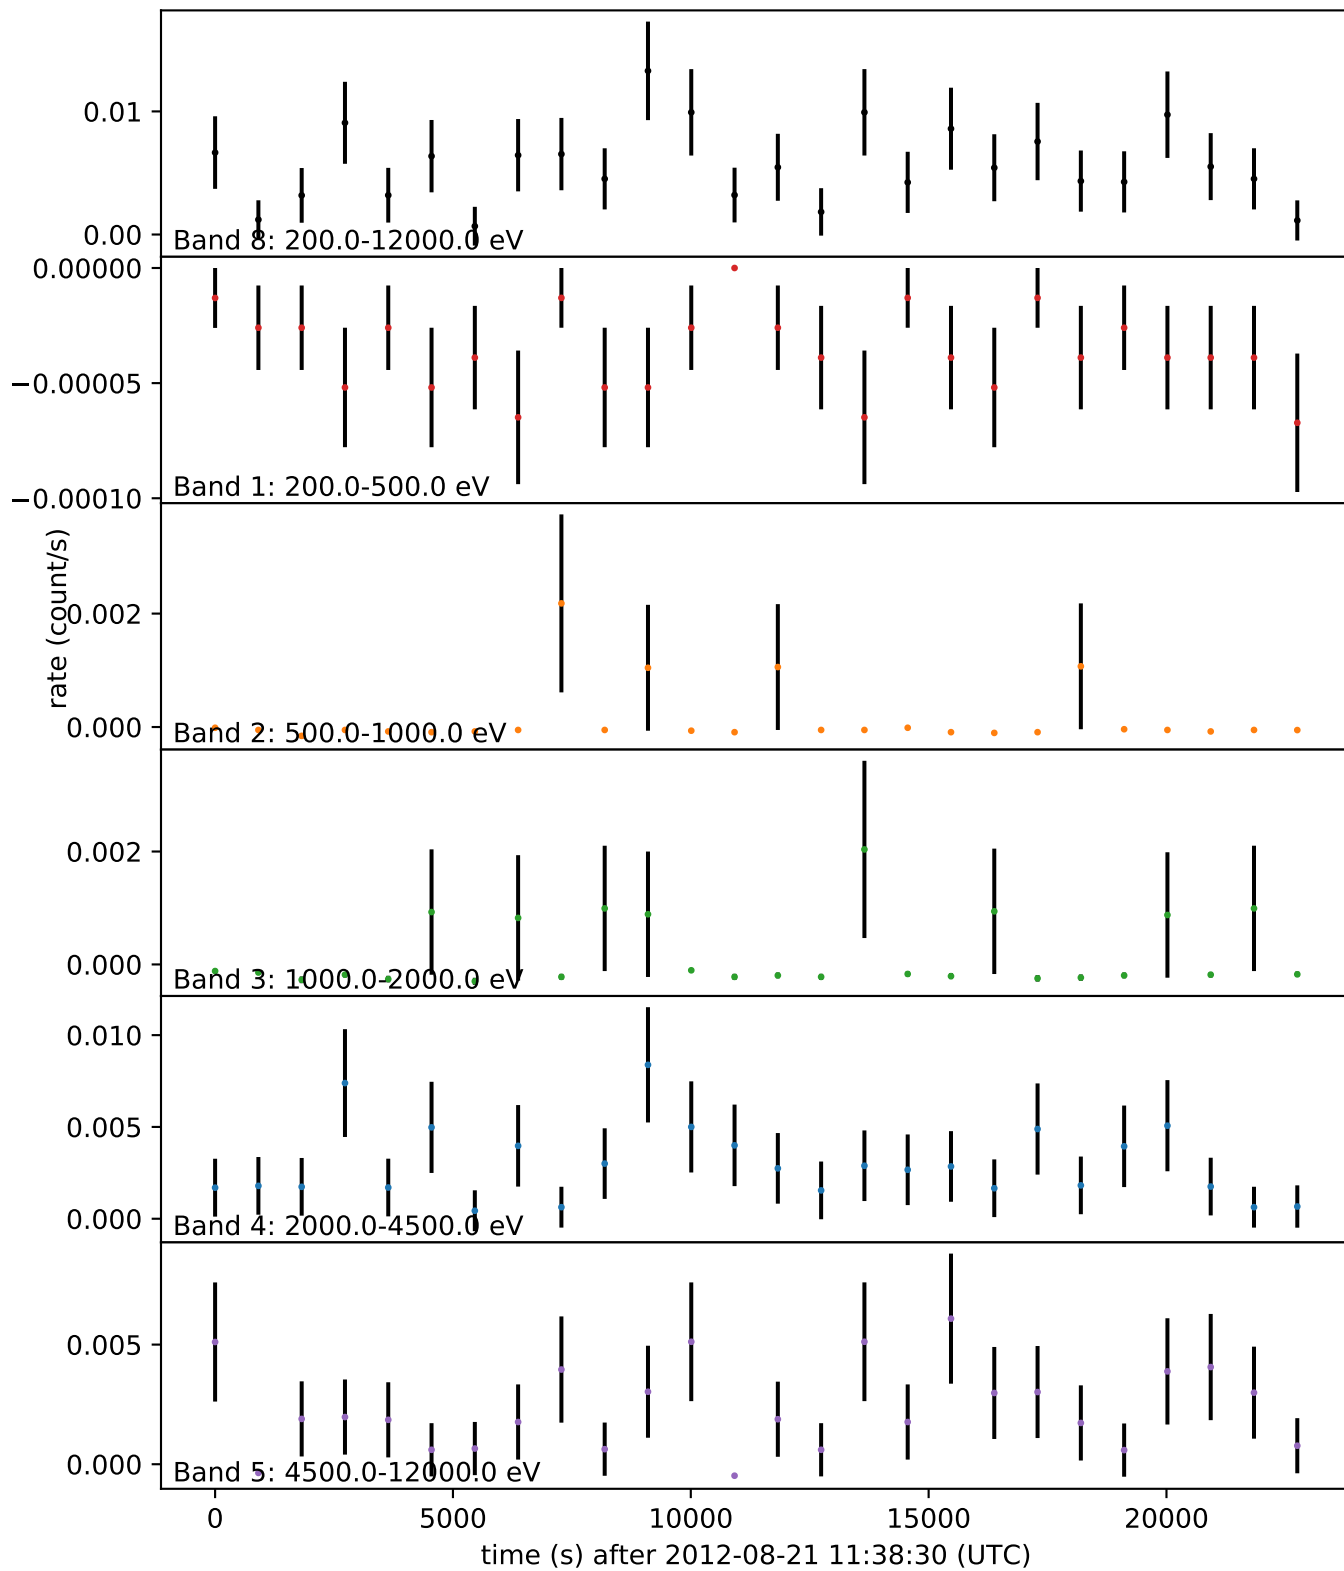 0.01
0.00
Band 8: 200.0-12000.0 eV
0.00000
−0.00005
−0.00010
Band 1: 200.0-500.0 eV
rate (count/s)
0.002
0.000
Band 2: 500.0-1000.0 eV
0.002
0.000
Band 3: 1000.0-2000.0 eV
0.010
0.005
0.000
Band 4: 2000.0-4500.0 eV
0.005
0.000
Band 5: 4500.0-12000.0 eV
0 5000 10000 15000 20000
time (s) after 2012-08-21 11:38:30 (UTC)